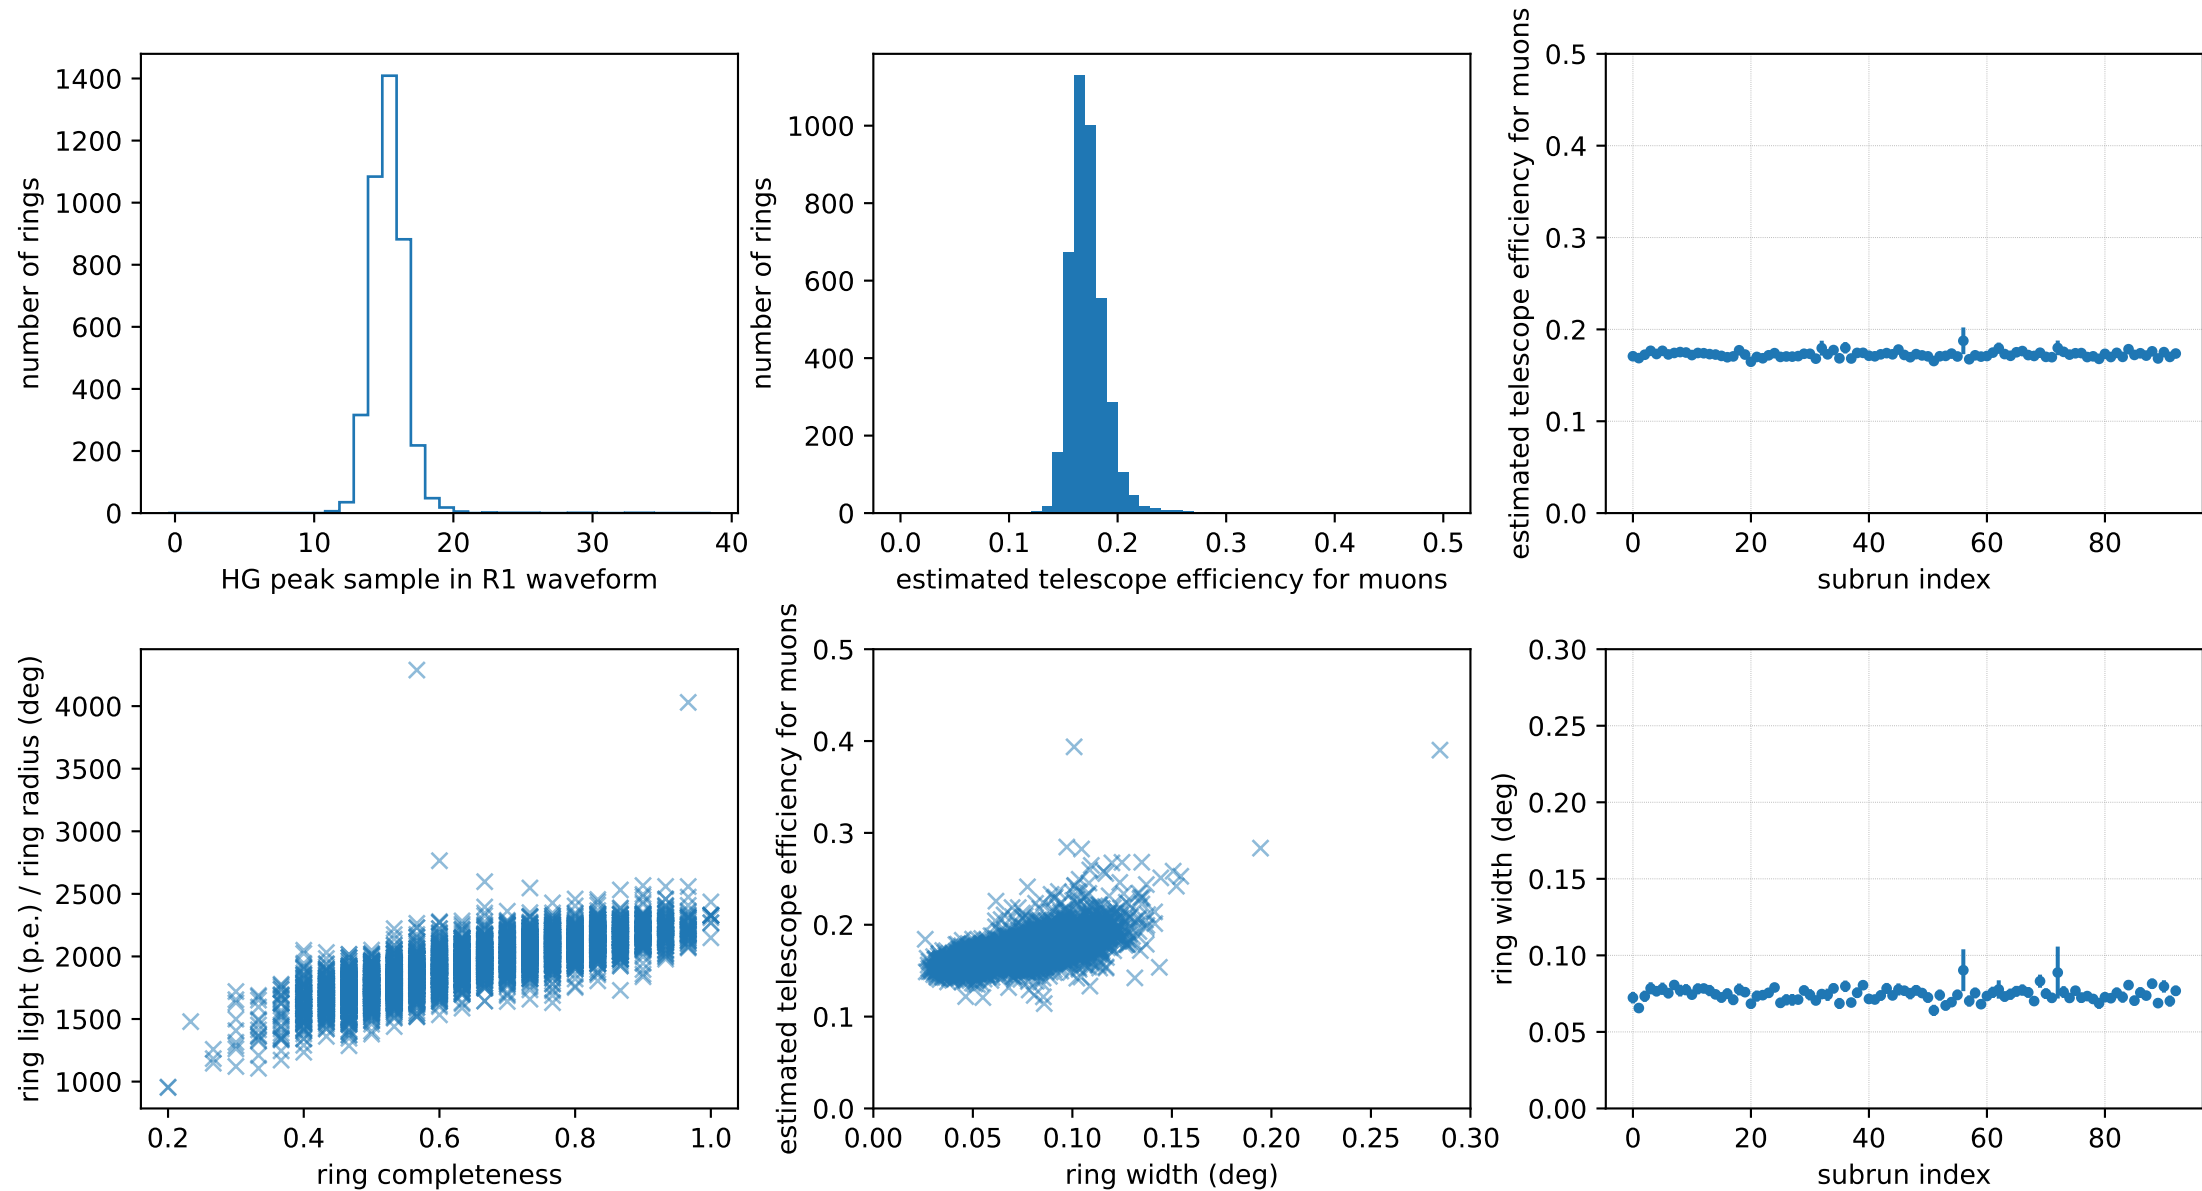 number of rings
1400
1200
1000
800
600
400
200
0
0 10 20 30 40
HG peak sample in R1 waveform
number of rings
1000
800
600
400
200
0
0.0 0.1 0.2 0.3 0.4 0.5
estimated telescope efficiency for muons
estimated telescope efficiency for muons
0.5
0.4
0.3
0.2
0.1
0.0
0 20 40 60 80
subrun index
ring light (p.e.) / ring radius (deg)
4000
3500
3000
2500
2000
1500
1000
0.2 0.4 0.6 0.8 1.0
ring completeness
estimated telescope efficiency for muons
0.5
0.4
0.3
0.2
0.1
0.0
0.00 0.05 0.10 0.15 0.20 0.25 0.30
ring width (deg)
ring width (deg)
0.30
0.25
0.20
0.15
0.10
0.05
0.00
0 20 40 60 80
subrun index